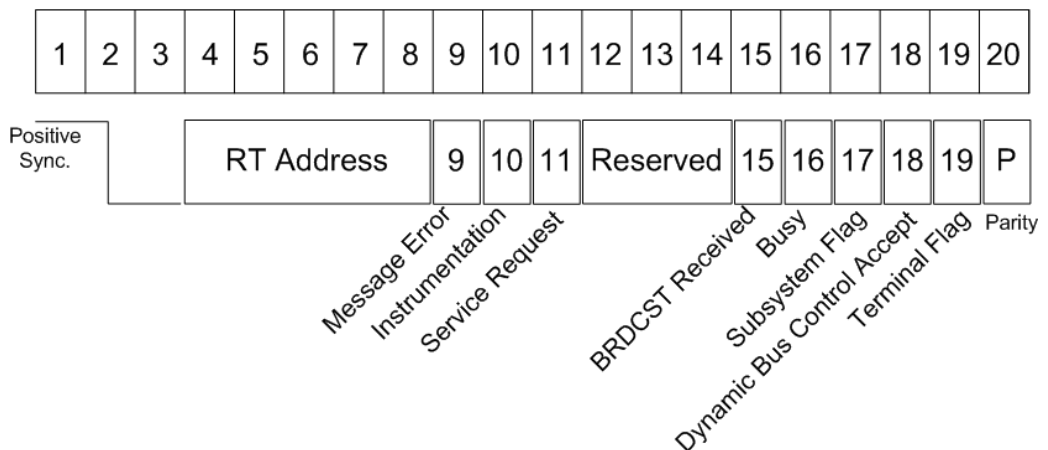 1 2 3 4 5 6 7 8 9 10 11 12 13 14 15 16 17 18 19 20
Positive
Sync.
RT Address 9 10 11 Reserved 15 16 17 18 19 P
Parity
Message Error
Instrumentation
Service Request
BRDCST Received
Busy
Subsystem Flag
Dynamic Bus Control Accept
Terminal Flag